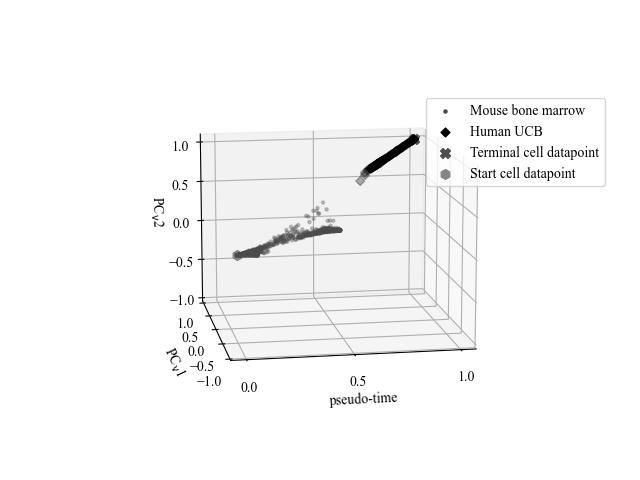 Mouse bone marrow
Human UCB
Terminal cell datapoint
Start cell datapoint
1.0
0.5
0.0
−0.5
−1.0
PCv2
1.0
0.5
0.0
−0.5
−1.0
PCv1
0.0
0.5
1.0
pseudo-time